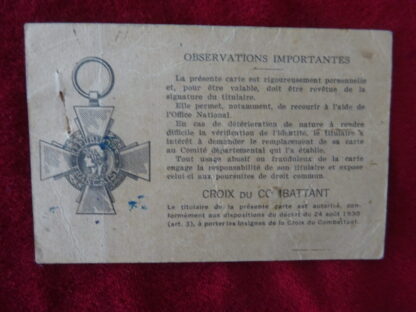 OBSERVATIONS IMPORTANTES
La présente carte est rigoureusement personnelle
et, pour être valable, doit être revêtue de la
signature du titulaire.
Elle permet, notamment, de recourir à l'aide de
l'Office National.
En cas de détérioration de nature à rendre
difficile la vérification de l'identité, le titulaire a
intérêt à demander le remplacement de sa carte
au Comité départemental qui l'a établie.
Tout usage abusif ou frauduleux de la carte
engage la responsabilité de son titulaire et expose
celui-ci aux poursuites de droit commun.
CROIX DU COMBATTANT
Le titulaire de la présente carte est autorisé, con-
formément aux dispositions du décret du 24 août 1930
(art. 3), à porter les insignes de la Croix du Combattant.